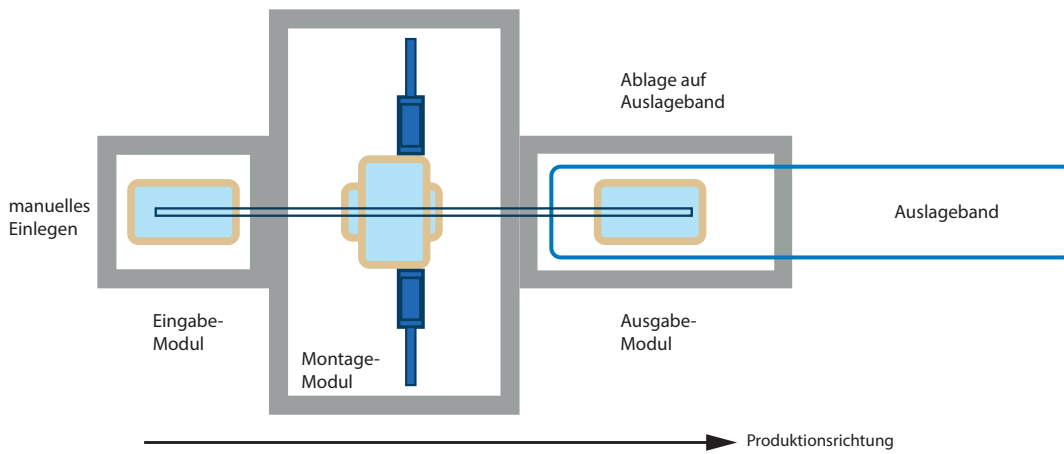 manuelles
Einlegen
Eingabe-
Modul
Montage-
Modul
Ablage auf
Auslageband
Ausgabe-
Modul
Auslageband
Produktionsrichtung